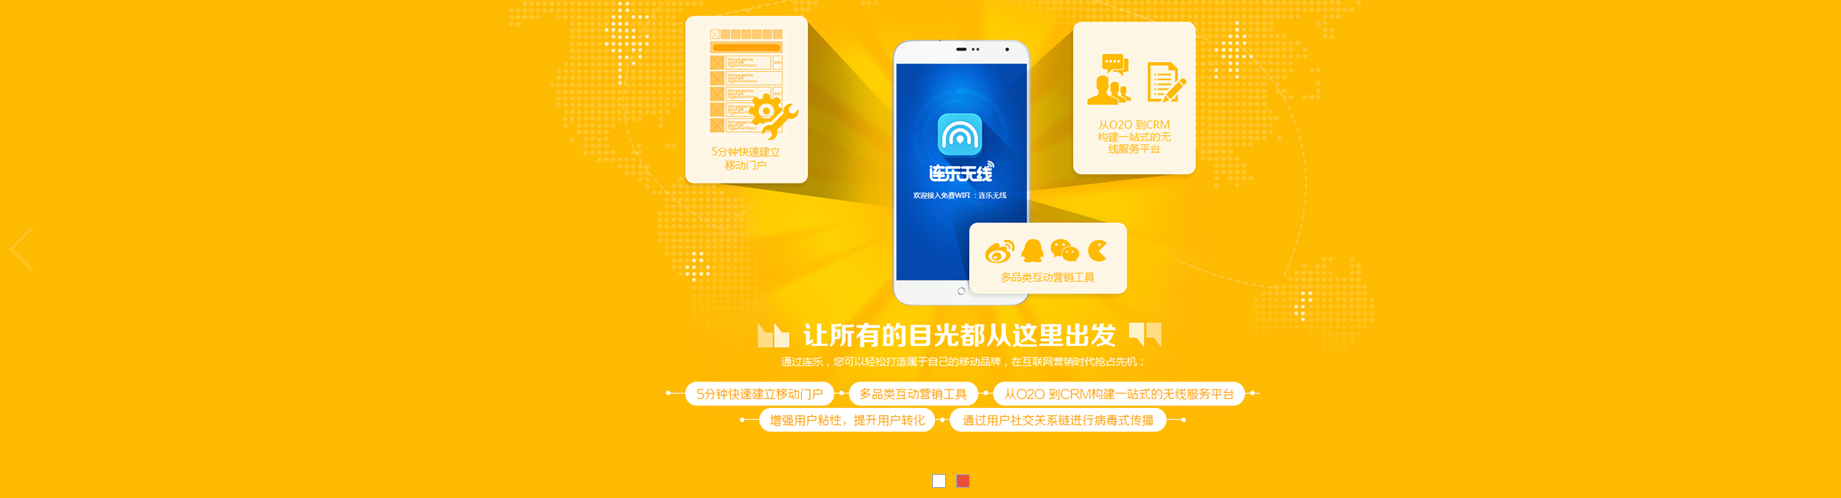 5分钟快速建立
移动门户
从O2O 到CRM
构建一站式的无
线服务平台
连乐无线
欢迎接入免费WIFI ：连乐无线
多品类互动营销工具
让所有的目光都从这里出发
通过连乐，您可以轻松打造属于自己的移动品牌，在互联网营销时代抢占先机：
5分钟快速建立移动门户 多品类互动营销工具 从O2O 到CRM构建一站式的无线服务平台
增强用户粘性，提升用户转化 通过用户社交关系链进行病毒式传播